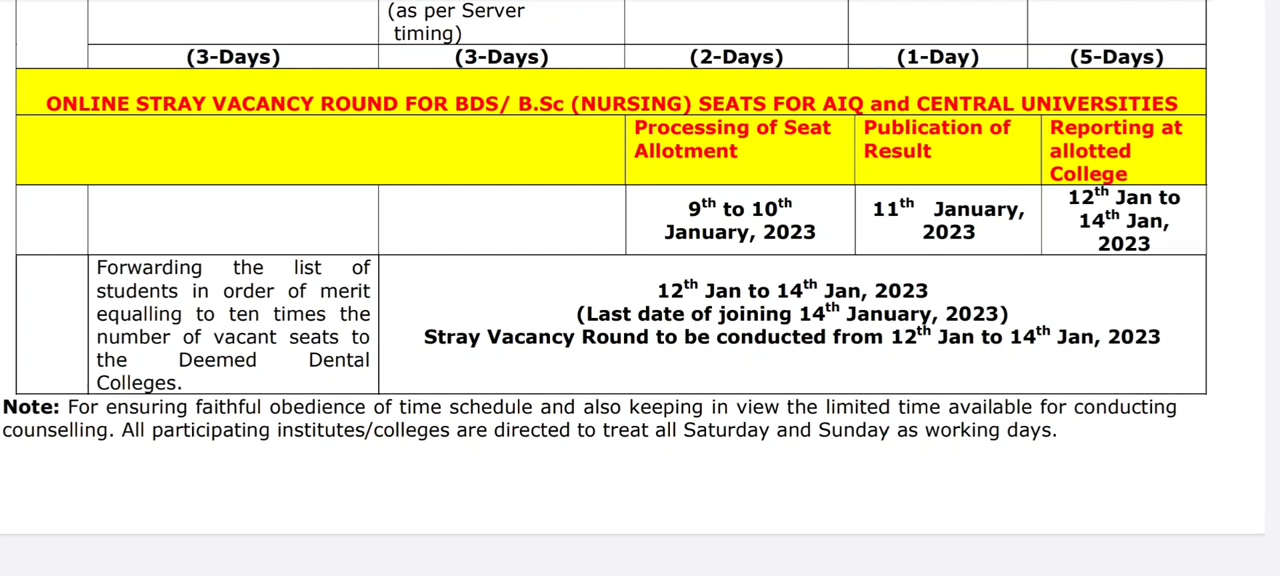 (as per Server
timing)
(3-Days) (3-Days) (2-Days) (1-Day) (5-Days)
ONLINE STRAY VACANCY ROUND FOR BDS/ B.Sc (NURSING) SEATS FOR AIQ and CENTRAL UNIVERSITIES
Processing of Seat
Allotment
Publication of
Result
Reporting at
allotted
College
9th to 10th
January, 2023
11th January,
2023
12th Jan to
14th Jan,
2023
Forwarding the list of
students in order of merit
equalling to ten times the
number of vacant seats to
the Deemed Dental
Colleges.
12th Jan to 14th Jan, 2023
(Last date of joining 14th January, 2023)
Stray Vacancy Round to be conducted from 12th Jan to 14th Jan, 2023
Note: For ensuring faithful obedience of time schedule and also keeping in view the limited time available for conducting
counselling. All participating institutes/colleges are directed to treat all Saturday and Sunday as working days.